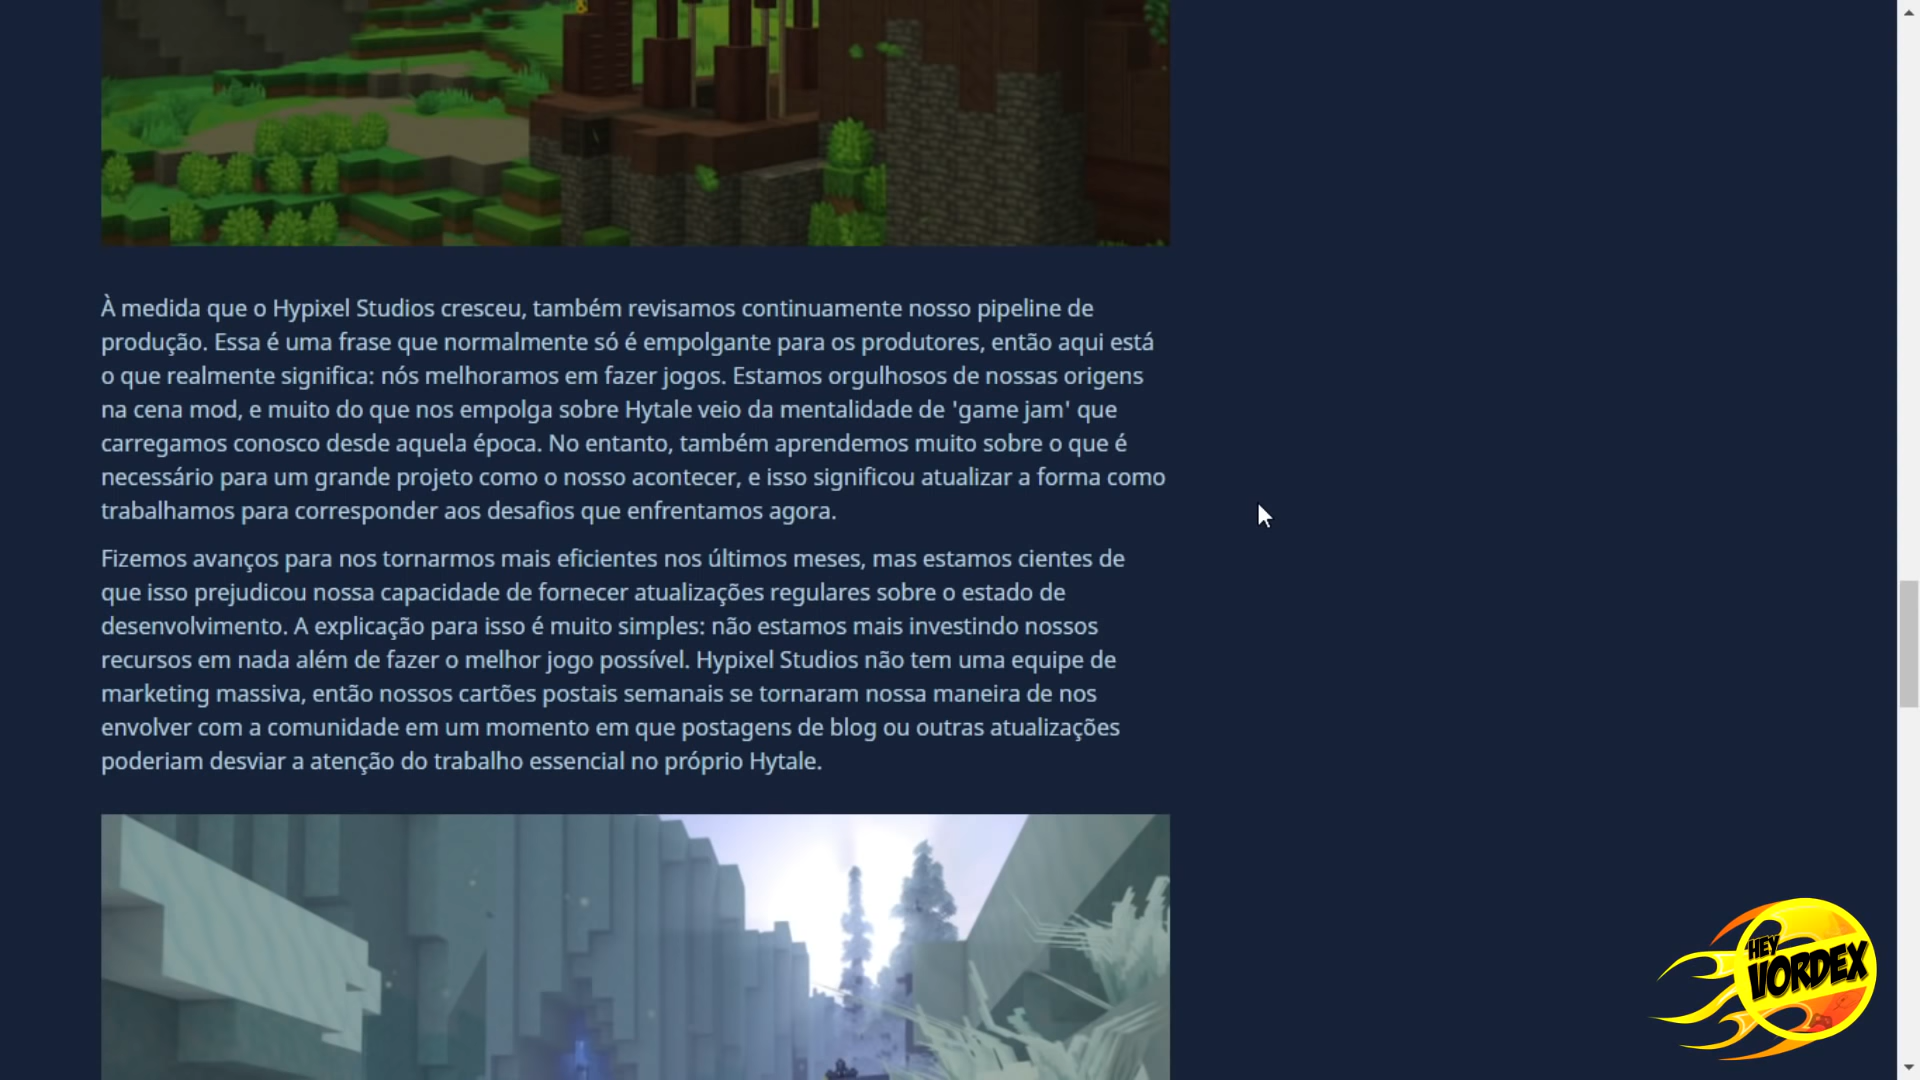 À medida que o Hypixel Studios cresceu, também revisamos continuamente nosso pipeline de
produção. Essa é uma frase que normalmente só é empolgante para os produtores, então aqui está
o que realmente significa: nós melhoramos em fazer jogos. Estamos orgulhosos de nossas origens
na cena mod, e muito do que nos empolga sobre Hytale veio da mentalidade de 'game jam' que
carregamos conosco desde aquela época. No entanto, também aprendemos muito sobre o que é
necessário para um grande projeto como o nosso acontecer, e isso significou atualizar a forma como
trabalhamos para corresponder aos desafios que enfrentamos agora.
Fizemos avanços para nos tornarmos mais eficientes nos últimos meses, mas estamos cientes de
que isso prejudicou nossa capacidade de fornecer atualizações regulares sobre o estado de
desenvolvimento. A explicação para isso é muito simples: não estamos mais investindo nossos
recursos em nada além de fazer o melhor jogo possível. Hypixel Studios não tem uma equipe de
marketing massiva, então nossos cartões postais semanais se tornaram nossa maneira de nos
envolver com a comunidade em um momento em que postagens de blog ou outras atualizações
poderiam desviar a atenção do trabalho essencial no próprio Hytale.
HEY
VORDEX